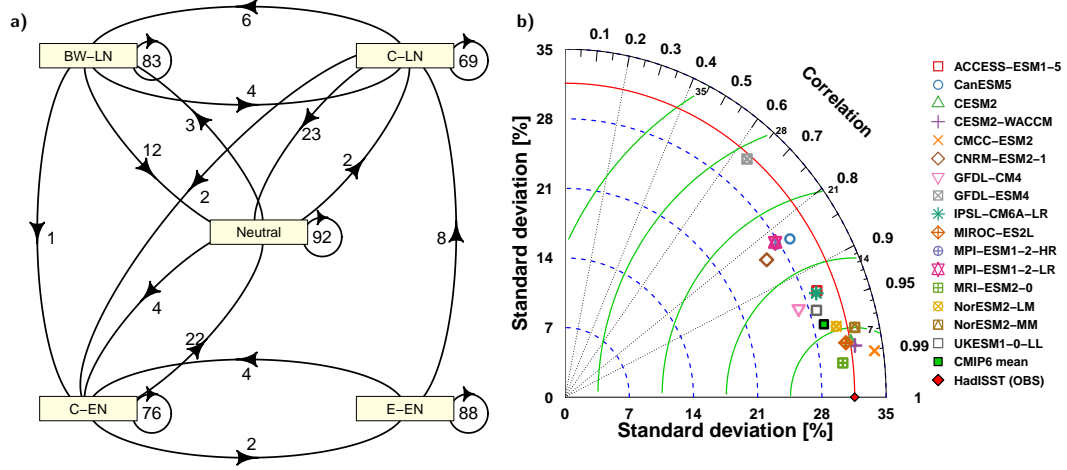 a)
6
BW−LN
83
C−LN
69
4
3
23
12
2
2
Neutral
92
1
8
4
22
4
C−EN
76
E−LN
88
2
b)
35
28
21
14
7
0
Standard deviation [%]
0
7
14
21
28
35
Standard deviation [%]
0.1
0.2
0.3
0.4
0.5
0.6
0.7
0.8
0.9
0.95
0.99
1
Correlation
35
28
21
14
7
ACCESS−ESM1−5
CanESM5
CESM2
CESM2−WACCM
CMCC−ESM2
CNRM−ESM2−1
GFDL−CM4
GFDL−ESM4
IPSL−CM6A−LR
MIROC−ES2L
MPI−ESM1−2−HR
MPI−ESM1−2−LR
MRI−ESM2−0
NorESM2−LM
NorESM2−MM
UKESM1−0−LL
CMIP6 mean
HadISST (OBS)